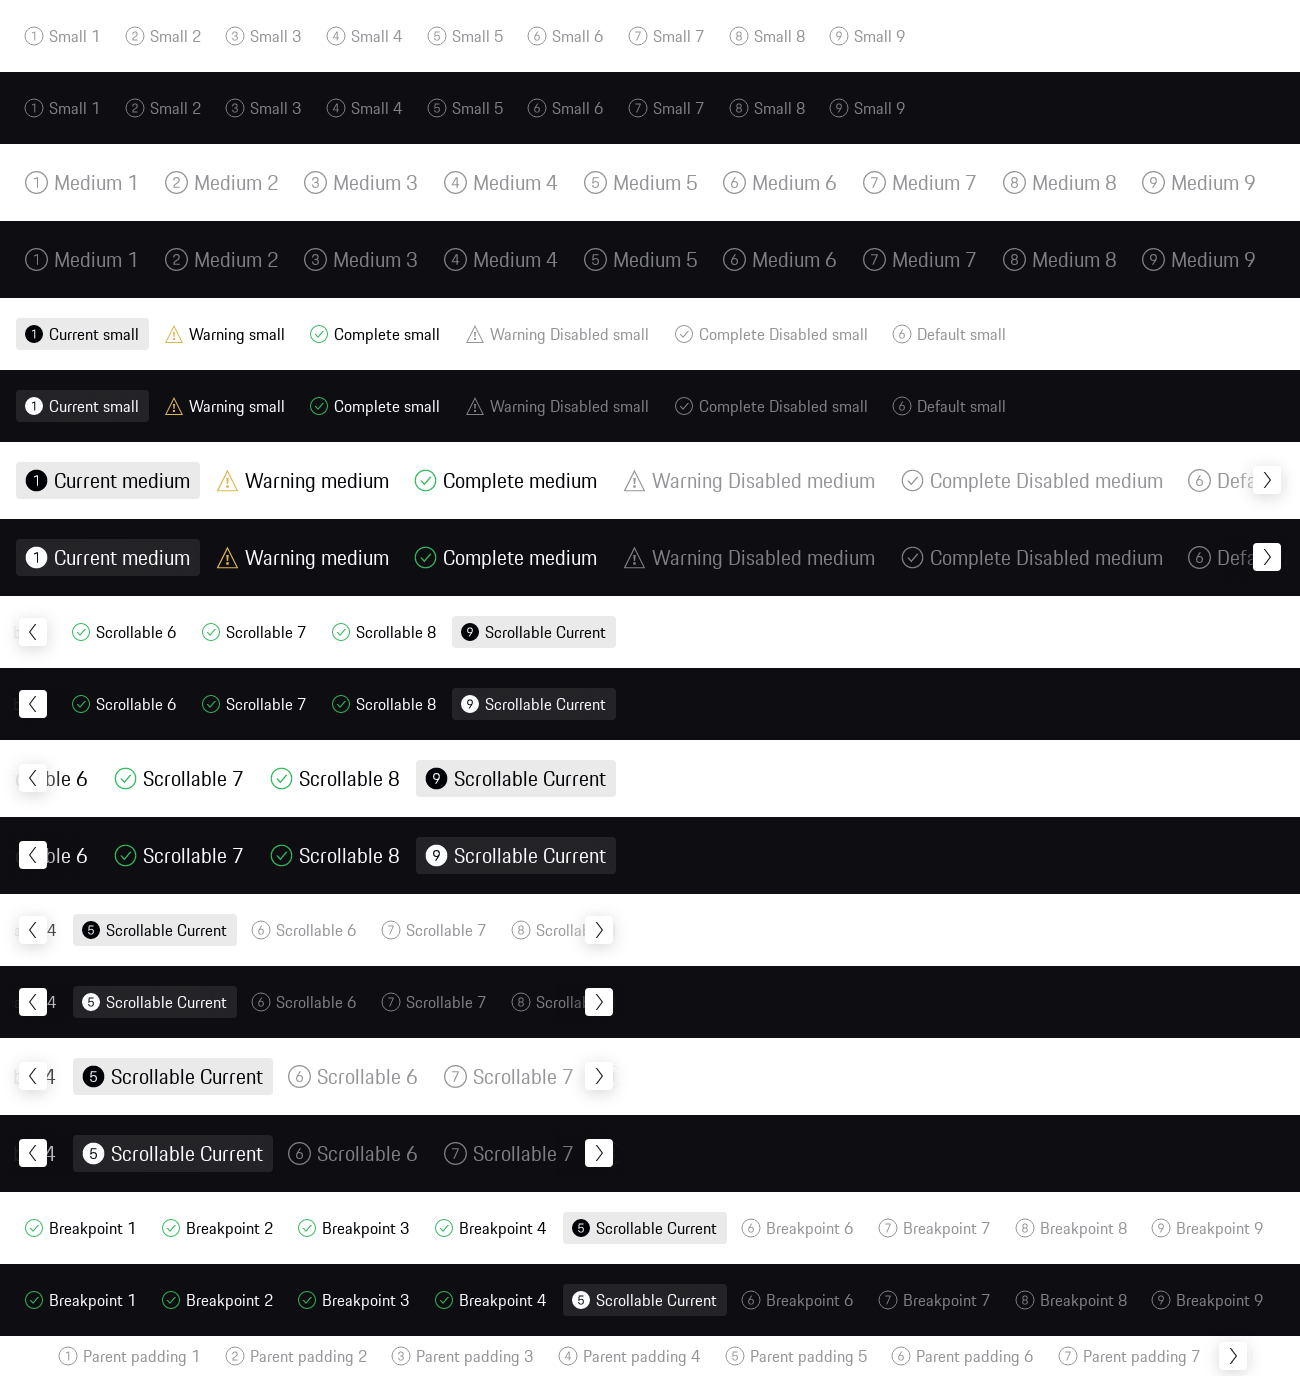 1 Small 1 2 Small 2 3 Small 3 4 Small 4 5 Small 5 6 Small 6 7 Small 7 8 Small 8 9 Small 9
1 Small 1 2 Small 2 3 Small 3 4 Small 4 5 Small 5 6 Small 6 7 Small 7 8 Small 8 9 Small 9
1 Medium 1 2 Medium 2 3 Medium 3 4 Medium 4 5 Medium 5 6 Medium 6 7 Medium 7 8 Medium 8 9 Medium 9
1 Medium 1 2 Medium 2 3 Medium 3 4 Medium 4 5 Medium 5 6 Medium 6 7 Medium 7 8 Medium 8 9 Medium 9
1 Current small Warning small Complete small Warning Disabled small Complete Disabled small 6 Default small
1 Current small Warning small Complete small Warning Disabled small Complete Disabled small 6 Default small
1 Current medium Warning medium Complete medium Warning Disabled medium Complete Disabled medium 6 Defa
1 Current medium Warning medium Complete medium Warning Disabled medium Complete Disabled medium 6 Defa
Scrollable 6 Scrollable 7 Scrollable 8 9 Scrollable Current
Scrollable 6 Scrollable 7 Scrollable 8 9 Scrollable Current
ble 6 Scrollable 7 Scrollable 8 9 Scrollable Current
ble 6 Scrollable 7 Scrollable 8 9 Scrollable Current
4 5 Scrollable Current 6 Scrollable 6 7 Scrollable 7 8 Scrolla
4 5 Scrollable Current 6 Scrollable 6 7 Scrollable 7 8 Scrolla
4 5 Scrollable Current 6 Scrollable 6 7 Scrollable 7
4 5 Scrollable Current 6 Scrollable 6 7 Scrollable 7
Breakpoint 1 Breakpoint 2 Breakpoint 3 Breakpoint 4 5 Scrollable Current 6 Breakpoint 6 7 Breakpoint 7 8 Breakpoint 8 9 Breakpoint 9
Breakpoint 1 Breakpoint 2 Breakpoint 3 Breakpoint 4 5 Scrollable Current 6 Breakpoint 6 7 Breakpoint 7 8 Breakpoint 8 9 Breakpoint 9
1 Parent padding 1 2 Parent padding 2 3 Parent padding 3 4 Parent padding 4 5 Parent padding 5 6 Parent padding 6 7 Parent padding 7